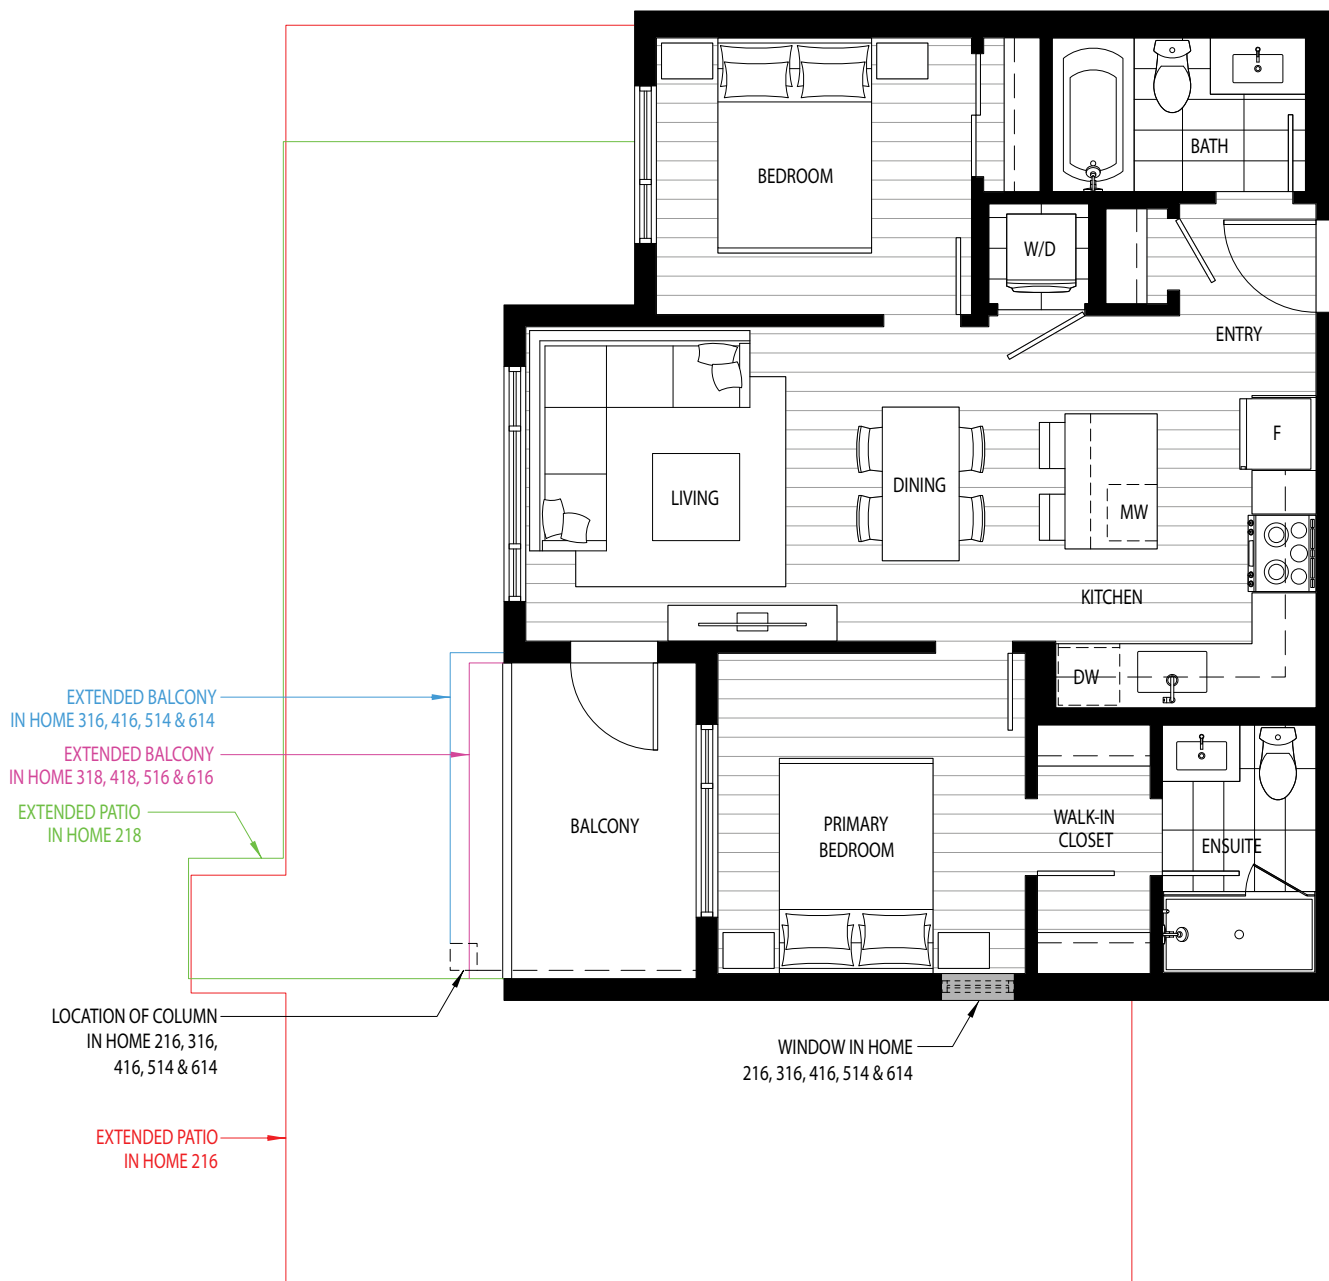 BEDROOM
BATH
W/D
ENTRY
F
LIVING
DINING
MW
KITCHEN
DW
EXTENDED BALCONY
IN HOME 316, 416, 514 & 614
EXTENDED BALCONY
IN HOME 318, 418, 516 & 616
EXTENDED PATIO
IN HOME 218
BALCONY
PRIMARY
BEDROOM
WALK-IN
CLOSET
ENSUITE
LOCATION OF COLUMN
IN HOME 216, 316,
416, 514 & 614
WINDOW IN HOME
216, 316, 416, 514 & 614
EXTENDED PATIO
IN HOME 216